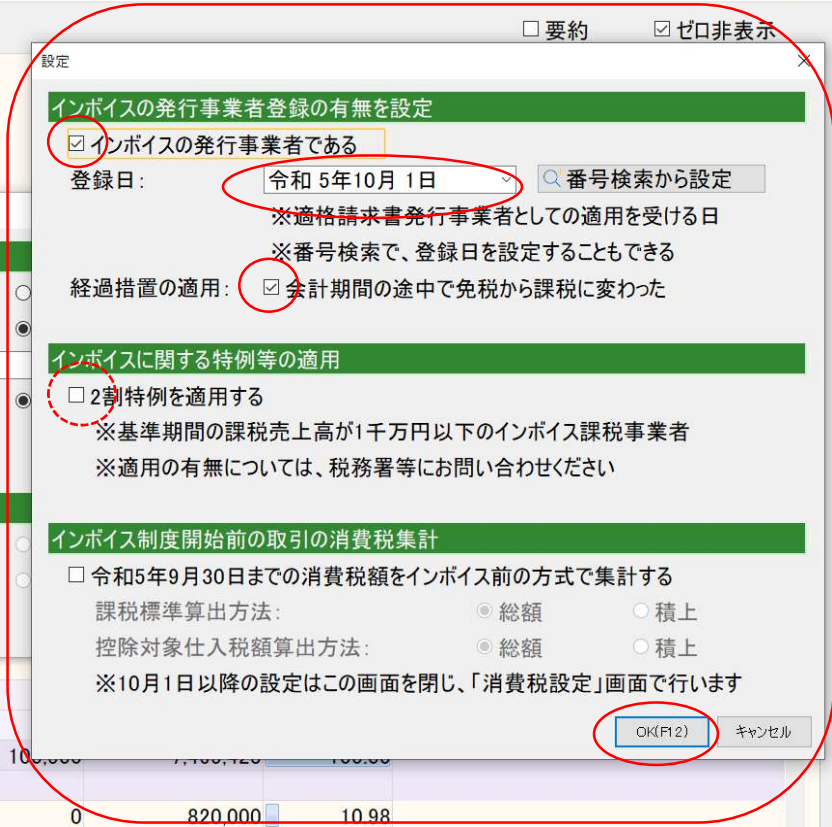 要約 ゼロ非表示
設定
インボイスの発行事業者登録の有無を設定
インボイスの発行事業者である
登録日: 令和 5年10月 1日 番号検索から設定
※適格請求書発行事業者としての適用を受ける日
※番号検索で、登録日を設定することもできる
経過措置の適用: 会計期間の途中で免税から課税に変わった
インボイスに関する特例等の適用
2割特例を適用する
※基準期間の課税売上高が1千万円以下のインボイス課税事業者
※適用の有無については、税務署等にお問い合わせください
インボイス制度開始前の取引の消費税集計
令和5年9月30日までの消費税額をインボイス前の方式で集計する
課税標準算出方法: 総額 積上
控除対象仕入税額算出方法: 総額 積上
※10月1日以降の設定はこの画面を閉じ、「消費税設定」画面で行います
OK(F12) キャンセル
0 820,000 10.98